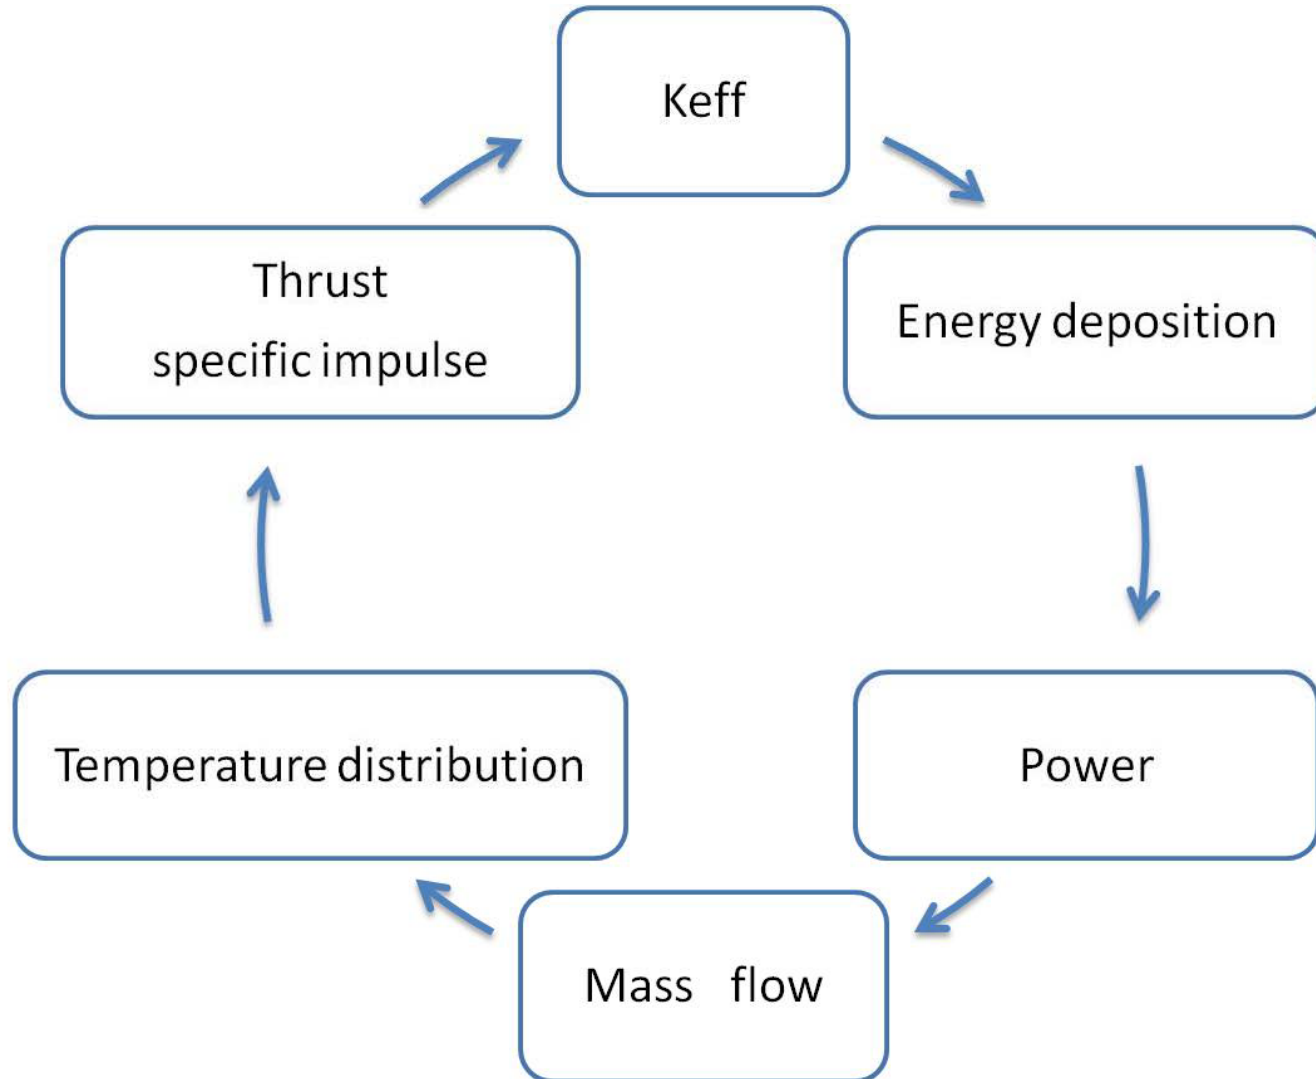 Keff
Thrust
specific impulse
Energy deposition
Temperature distribution
Power
Mass flow